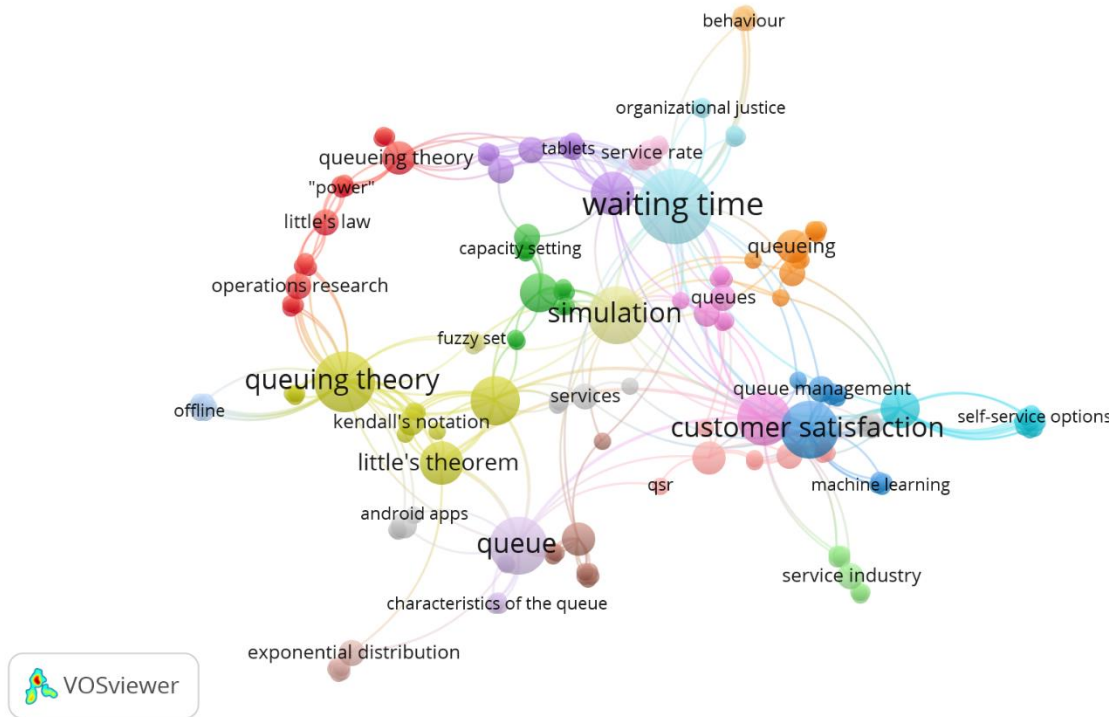 behaviour
organizational justice
tablets
service rate
queueing theory
"power"
waiting time
little's law
capacity setting
queueing
operations research
queues
simulation
fuzzy set
queuing theory
queue management
services
offline
kendall's notation
self-service options
customer satisfaction
little's theorem
qsr
machine learning
android apps
queue
service industry
characteristics of the queue
exponential distribution
VOSviewer